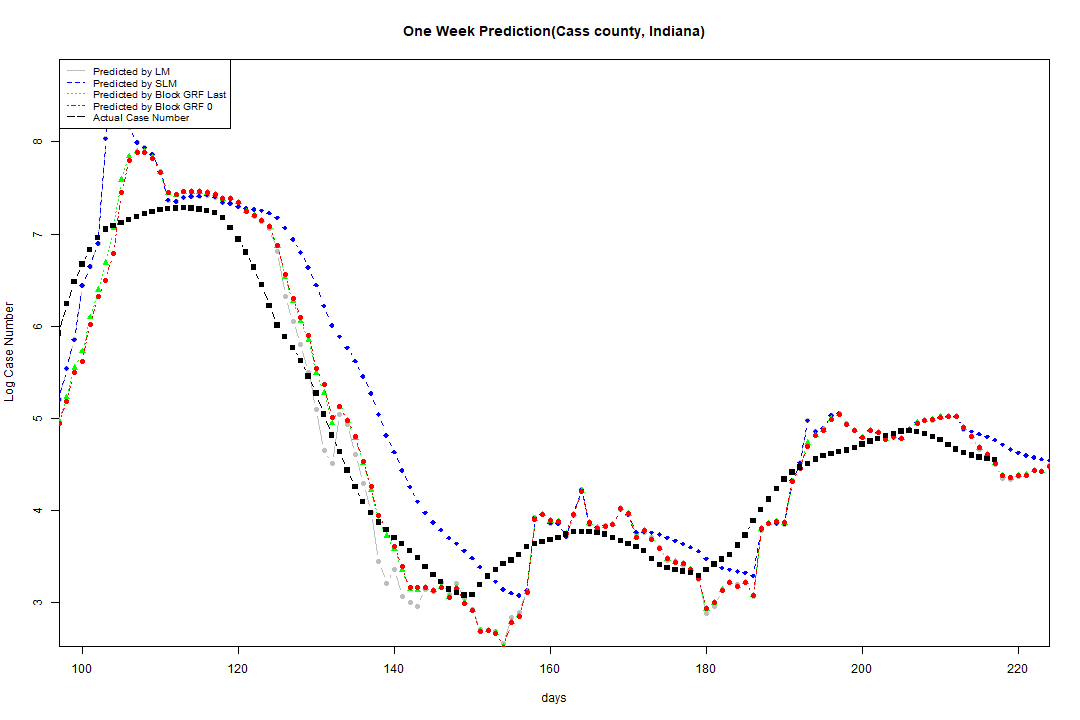 One Week Prediction(Cass county, Indiana)
Predicted by LM
Predicted by SLM
Predicted by Block GRF Last
Predicted by Block GRF 0
Actual Case Number
8
7
6
5
4
3
Log Case Number
100 120 140 160 180 200 220
days